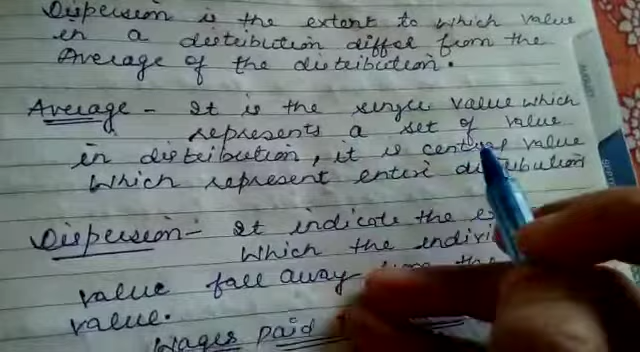 Dispersion is the extent to which value
in a distribution differ from the
Average of the distribution.
Average - It is the single value which
represents a set of value
in distribution, it is central value
which represent entire distribution
Dispersion:- It indicate the
which the
value fall away from the
value.
Wages paid